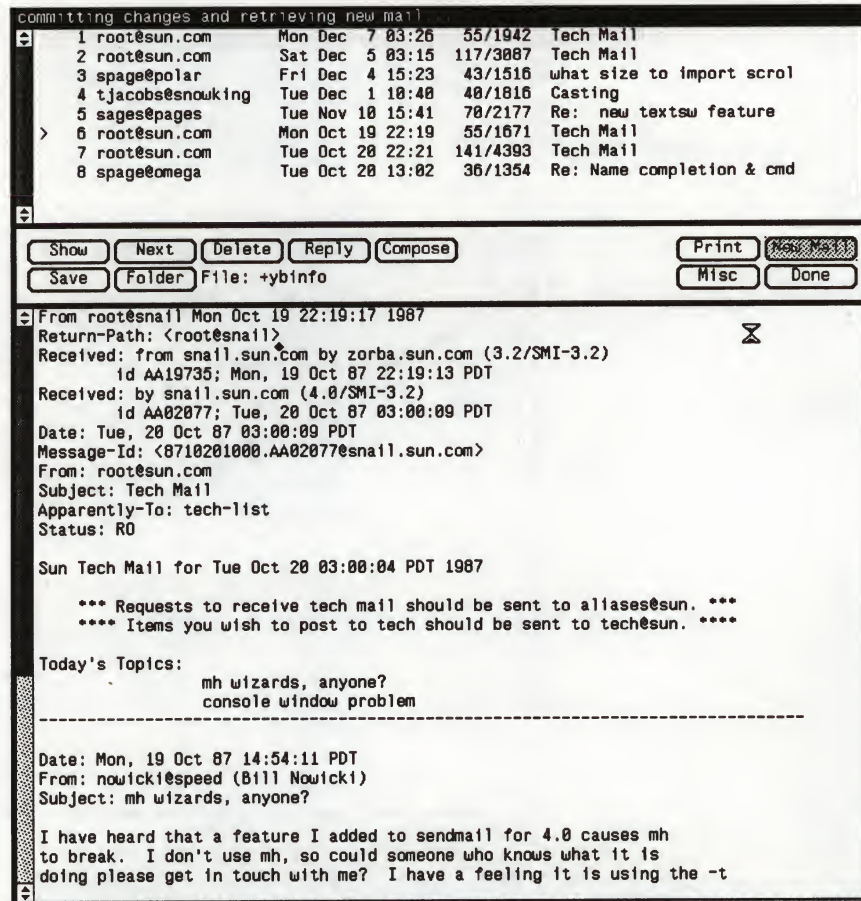 committing changes and retrieving new mail
1 root@sun.com Mon Dec 7 03:26 55/1942 Tech Mail
2 root@sun.com Sat Dec 5 03:15 117/3087 Tech Mail
3 spage@polar Fri Dec 4 15:23 43/1516 what size to import scrol
4 tjacobs@snowking Tue Dec 1 10:40 40/1816 Casting
5 sages@pages Tue Nov 10 15:41 70/2177 Re: new textsw feature
> 6 root@sun.com Mon Oct 19 22:19 55/1671 Tech Mail
7 root@sun.com Tue Oct 20 22:21 141/4393 Tech Mail
8 spage@omega Tue Oct 20 13:02 36/1354 Re: Name completion & cmd
Show Next Delete Reply Compose Print New Mail
Save Folder File: +ybinfo Misc Done
From root@snail Mon Oct 19 22:19:17 1987
Return-Path: <root@snail>
Received: from snail.sun.com by zorba.sun.com (3.2/SMI-3.2)
id AA19735; Mon, 19 Oct 87 22:19:13 PDT
Received: by snail.sun.com (4.0/SMI-3.2)
id AA02077; Tue, 20 Oct 87 03:00:09 PDT
Date: Tue, 20 Oct 87 03:00:09 PDT
Message-Id: <8710201000.AA02077@snail.sun.com>
From: root@sun.com
Subject: Tech Mail
Apparently-To: tech-list
Status: RO
Sun Tech Mail for Tue Oct 20 03:00:04 PDT 1987
*** Requests to receive tech mail should be sent to aliases@sun. ***
**** Items you wish to post to tech should be sent to tech@sun. ****
Today's Topics:
mh wizards, anyone?
console window problem
--------------------------------------------------------------------------------
Date: Mon, 19 Oct 87 14:54:11 PDT
From: nowicki@speed (Bill Nowicki)
Subject: mh wizards, anyone?
I have heard that a feature I added to sendmail for 4.0 causes mh
to break. I don't use mh, so could someone who knows what it is
doing please get in touch with me? I have a feeling it is using the -t